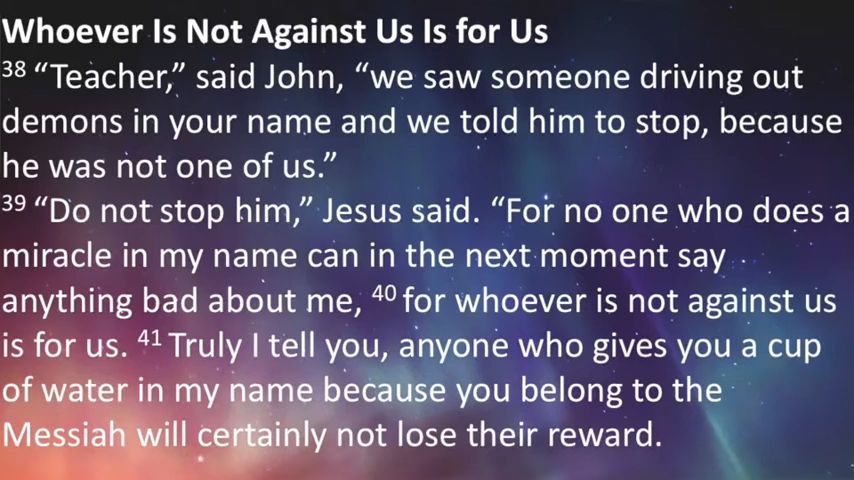 Whoever Is Not Against Us Is for Us
38 “Teacher,” said John, “we saw someone driving out
demons in your name and we told him to stop, because
he was not one of us.”
39 “Do not stop him,” Jesus said. “For no one who does a
miracle in my name can in the next moment say
anything bad about me, 40 for whoever is not against us
is for us. 41 Truly I tell you, anyone who gives you a cup
of water in my name because you belong to the
Messiah will certainly not lose their reward.